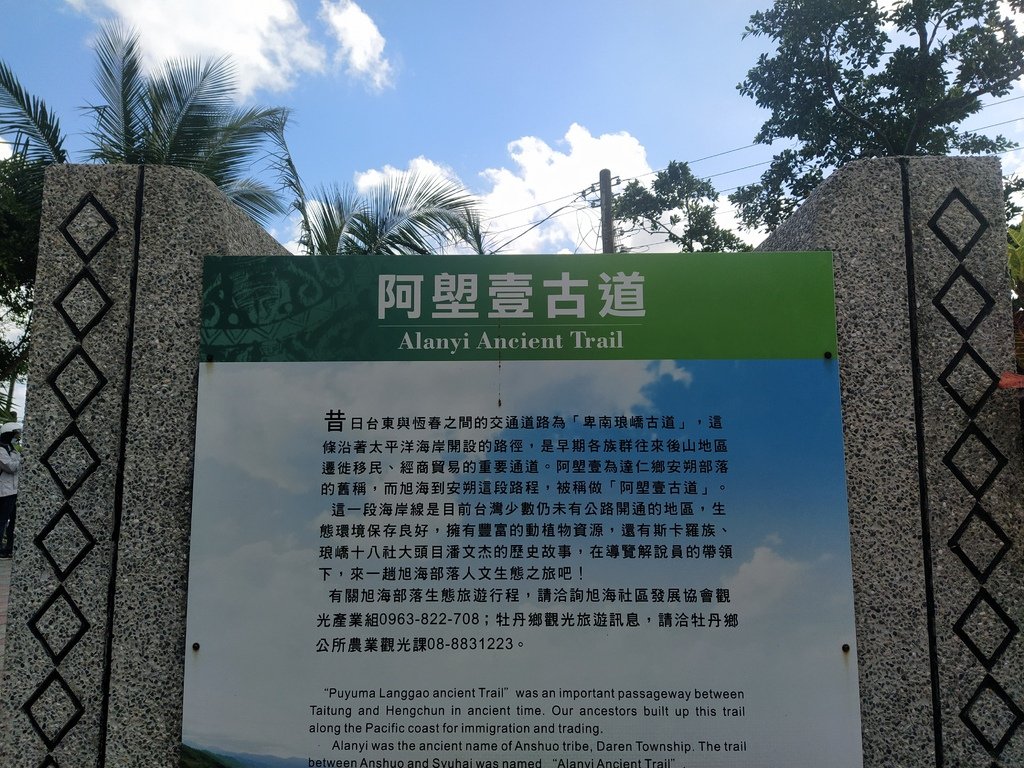 阿塱壹古道
Alanyi Ancient Trail
昔日台東與恆春之間的交通道路為「卑南琅嶠古道」，這
條沿著太平洋海岸開設的路徑，是早期各族群往來後山地區
遷徙移民、經商貿易的重要通道。阿塱壹為達仁鄉安朔部落
的舊稱，而旭海到安朔這段路程，被稱做「阿塱壹古道」。
這一段海岸線是目前台灣少數仍未有公路開通的地區，生
態環境保存良好，擁有豐富的動植物資源，還有斯卡羅族、
琅嶠十八社大頭目潘文杰的歷史故事，在導覽解說員的帶領
下，來一趟旭海部落人文生態之旅吧！
有關旭海部落生態旅遊行程，請洽詢旭海社區發展協會觀
光產業組0963-822-708；牡丹鄉觀光旅遊訊息，請洽牡丹鄉
公所農業觀光課08-8831223。
“Puyuma Langgao ancient Trail” was an important passageway between
Taitung and Hengchun in ancient time. Our ancestors built up this trail
along the Pacific coast for immigration and trading.
Alanyi was the ancient name of Anshuo tribe, Daren Township. The trail
between Anshuo and Syuhai was named “Alanyi Ancient Trail”.